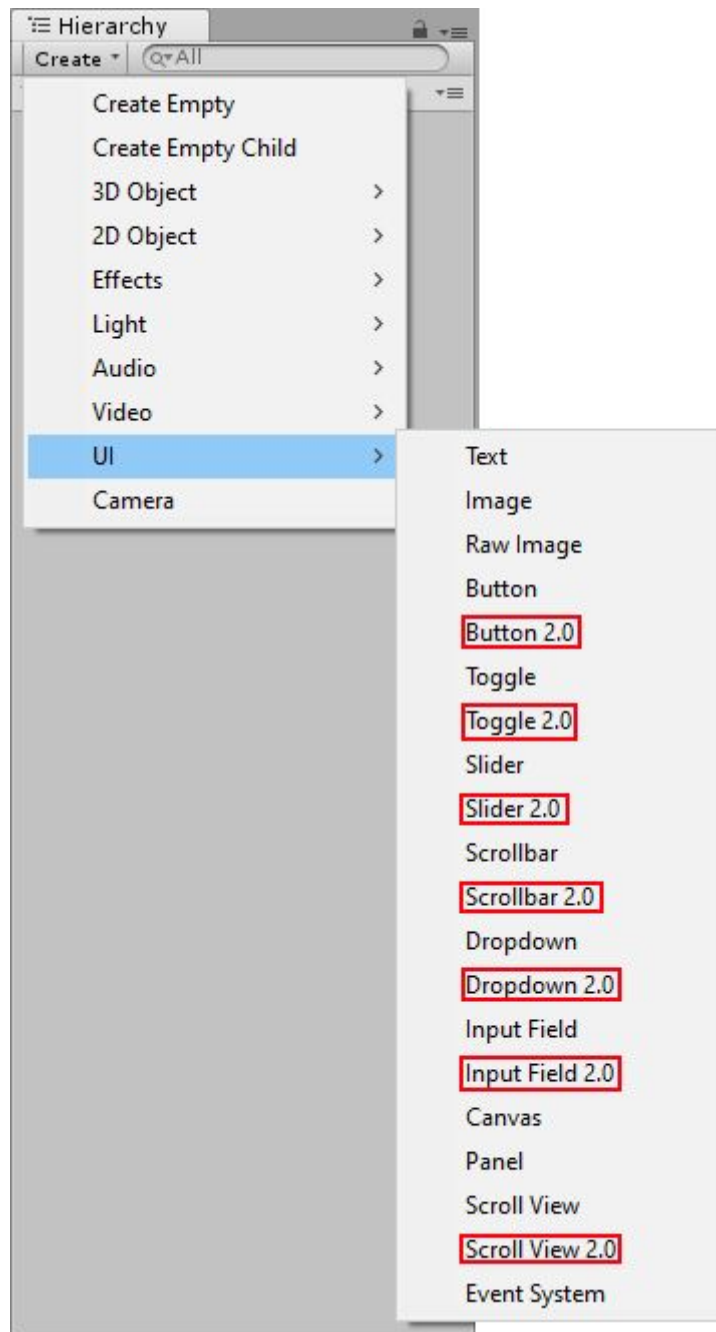 Hierarchy
Create All
Create Empty
Create Empty Child
3D Object
2D Object
Effects
Light
Audio
Video
UI
Camera
Text
Image
Raw Image
Button
Button 2.0
Toggle
Toggle 2.0
Slider
Slider 2.0
Scrollbar
Scrollbar 2.0
Dropdown
Dropdown 2.0
Input Field
Input Field 2.0
Canvas
Panel
Scroll View
Scroll View 2.0
Event System